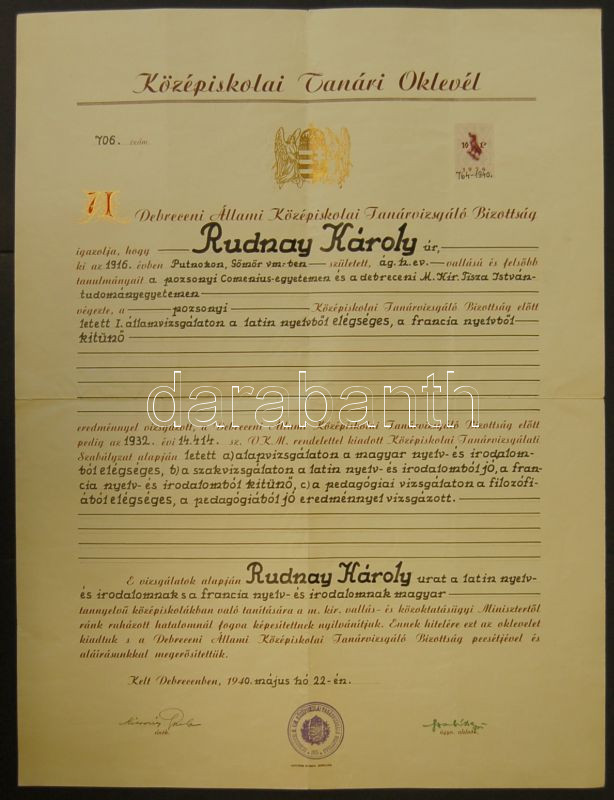 Középiskolai Tanári Oklevél
706. szám.
10
1940
764-1940.
A Debreceni Állami Középiskolai Tanárvizsgáló Bizottság
igazolja, hogy Rudnay Károly úr,
ki az 1916. évben Putnokon, Gömör vm-ben született, ág. h. ev. vallású és felsőbb
tanulmányait a pozsonyi Comenius-egyetemen és a debreceni M. Kir. Tisza István-
tudományegyetemen
végezte, a pozsonyi Középiskolai Tanárvizsgáló Bizottság előtt
letett I. államvizsgálaton a latin nyelvből elégséges, a francia nyelvből
kitünő
darabanth
eredménnyel vizsgázott, a Debreceni Állami Középiskolai Tanárvizsgáló Bizottság előtt
pedig az 1932. évi 14.414. sz. V.K.M. rendelettel kiadott Középiskolai Tanárvizsgálati
Szabályzat alapján letett a) alapvizsgálaton a magyar nyelv- és irodalom-
ból elégséges, b) a szakvizsgálaton a latin nyelv- és irodalomból jó, a fran-
cia nyelv- és irodalomból kitünő, c) a pedagógiai vizsgálaton a filozófi-
ából elégséges, a pedagógiából jó eredménnyel vizsgázott.
E vizsgálatok alapján Rudnay Károly urat a latin nyelv-
és irodalomnak s a francia nyelv- és irodalomnak magyar
tannyelvű középiskolákban való tanítására a m. kir. vallás- és közoktatásügyi Minisztertől
ránk ruházott hatalomnál fogva képesítettnek nyilvánítjuk. Ennek hitelére ezt az oklevelet
kiadtuk s a Debreceni Állami Középiskolai Tanárvizsgáló Bizottság pecsétjével és
aláírásunkkal megerősítettük.
Kelt Debrecenben, 1940. május hó 22-én.